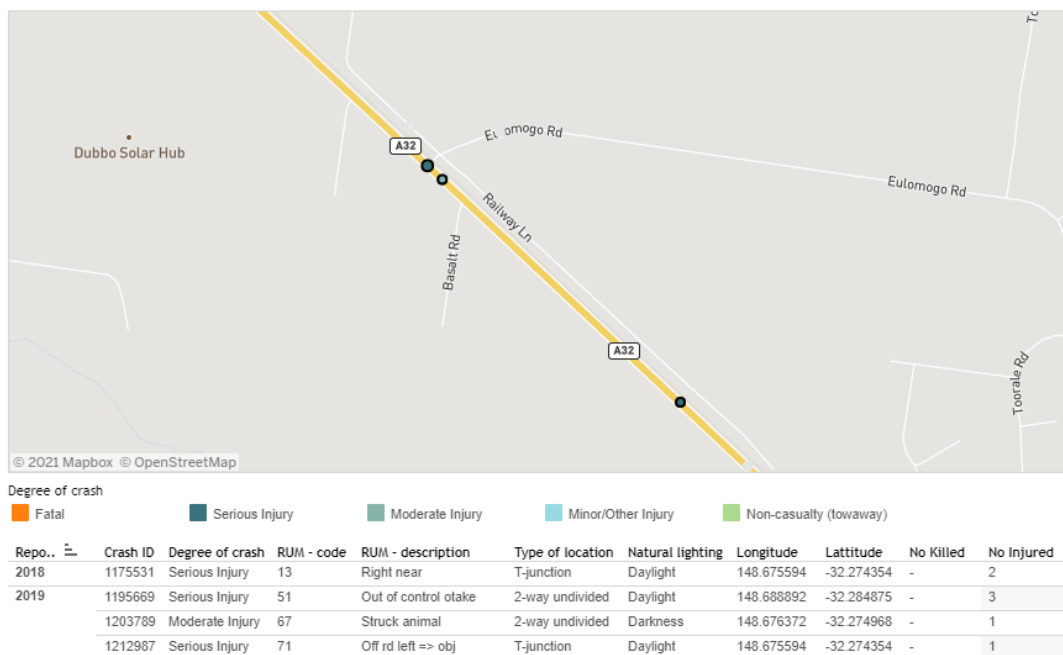 To
A32
Eulomogo Rd
Dubbo Solar Hub
Eulomogo Rd
Railway Ln
Basalt Rd
A32
Toorale Rd
© 2021 Mapbox © OpenStreetMap
Degree of crash
Fatal Serious Injury Moderate Injury Minor/Other Injury Non-casualty (towaway)
Repo.. Crash ID Degree of crash RUM - code RUM - description Type of location Natural lighting Longitude Lattitude No Killed No Injured
2018 1175531 Serious Injury 13 Right near T-junction Daylight 148.675594 -32.274354 - 2
2019 1195669 Serious Injury 51 Out of control otake 2-way undivided Daylight 148.688892 -32.284875 - 3
1203789 Moderate Injury 67 Struck animal 2-way undivided Darkness 148.676372 -32.274968 - 1
1212987 Serious Injury 71 Off rd left => obj T-junction Daylight 148.675594 -32.274354 - 1